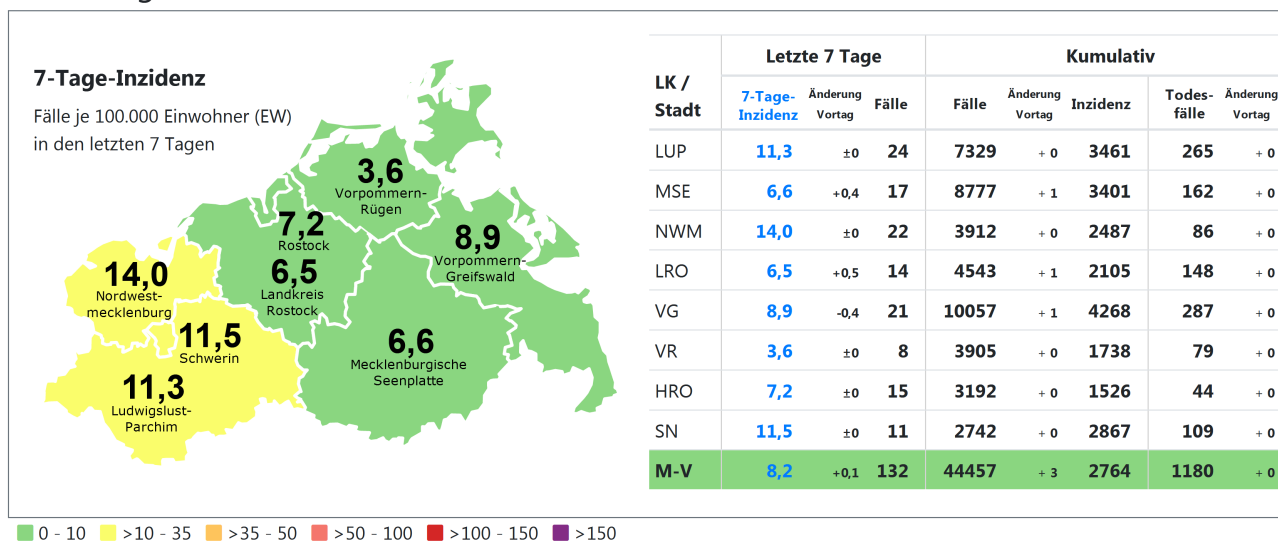 7-Tage-Inzidenz
Fälle je 100.000 Einwohner (EW)
in den letzten 7 Tagen
3,6
Vorpommern-
Rügen
7,2
Rostock
8,9
Vorpommern-
Greifswald
6,5
Landkreis
Rostock
14,0
Nordwest-
mecklenburg
11,5
Schwerin
6,6
Mecklenburgische
Seenplatte
11,3
Ludwigslust-
Parchim
LK / Stadt
Letzte 7 Tage Kumulativ
7-Tage-Inzidenz Änderung Vortag Fälle Fälle Änderung Vortag Inzidenz Todes-fälle Änderung Vortag
LUP 11,3 ±0 24 7329 + 0 3461 265 + 0
MSE 6,6 +0,4 17 8777 + 1 3401 162 + 0
NWM 14,0 ±0 22 3912 + 0 2487 86 + 0
LRO 6,5 +0,5 14 4543 + 1 2105 148 + 0
VG 8,9 -0,4 21 10057 + 1 4268 287 + 0
VR 3,6 ±0 8 3905 + 0 1738 79 + 0
HRO 7,2 ±0 15 3192 + 0 1526 44 + 0
SN 11,5 ±0 11 2742 + 0 2867 109 + 0
M-V 8,2 +0,1 132 44457 + 3 2764 1180 + 0
0 - 10 >10 - 35 >35 - 50 >50 - 100 >100 - 150 >150